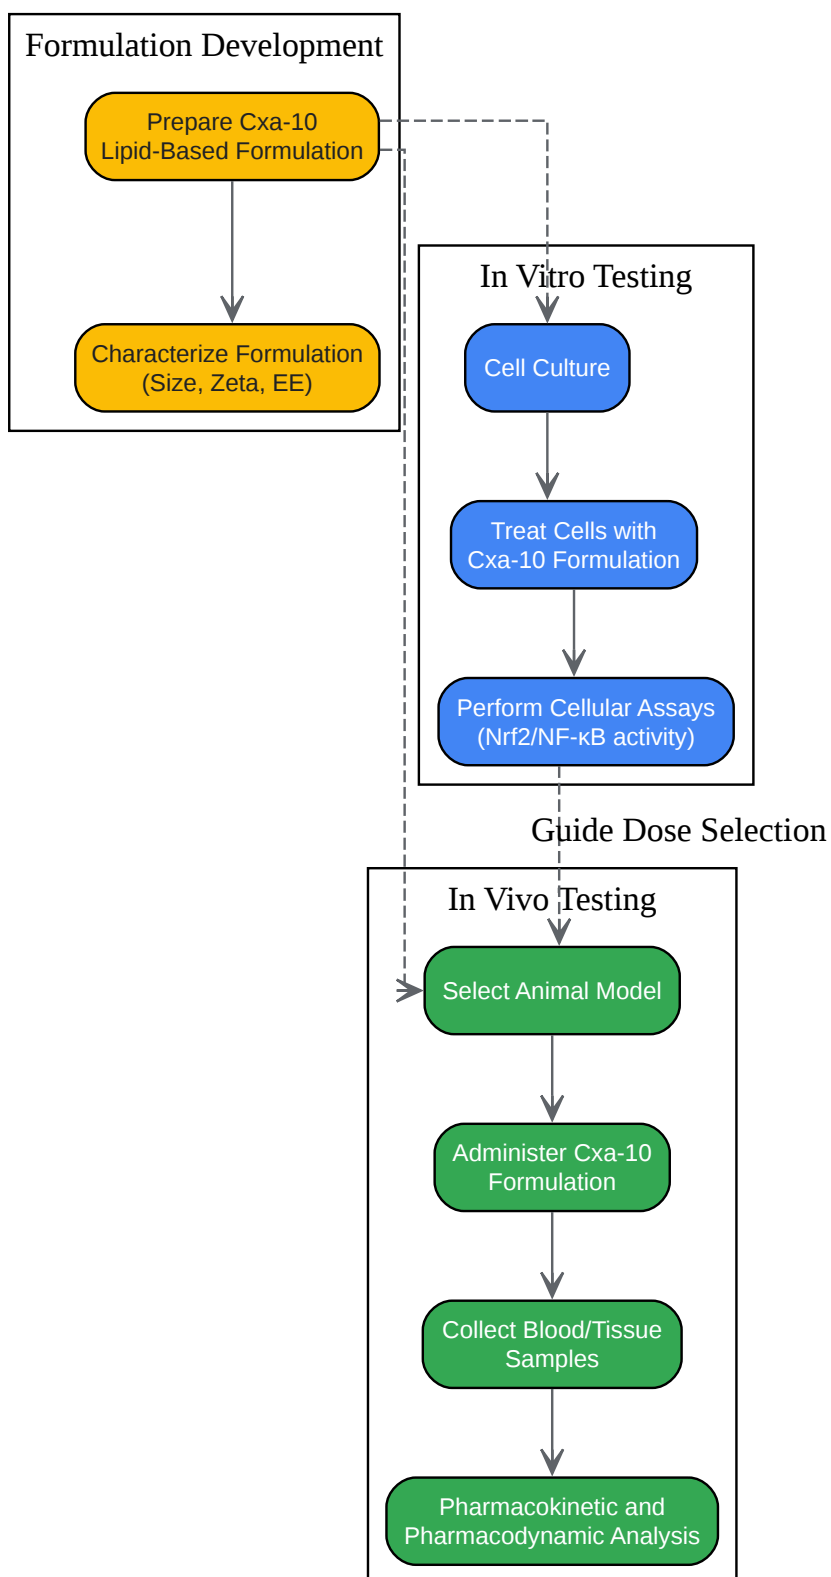 Formulation Development
Prepare Cxa-10
Lipid-Based Formulation
Characterize Formulation
(Size, Zeta, EE)
In Vitro Testing
Cell Culture
Treat Cells with
Cxa-10 Formulation
Perform Cellular Assays
(Nrf2/NF-κB activity)
Guide Dose Selection
In Vivo Testing
Select Animal Model
Administer Cxa-10
Formulation
Collect Blood/Tissue
Samples
Pharmacokinetic and
Pharmacodynamic Analysis